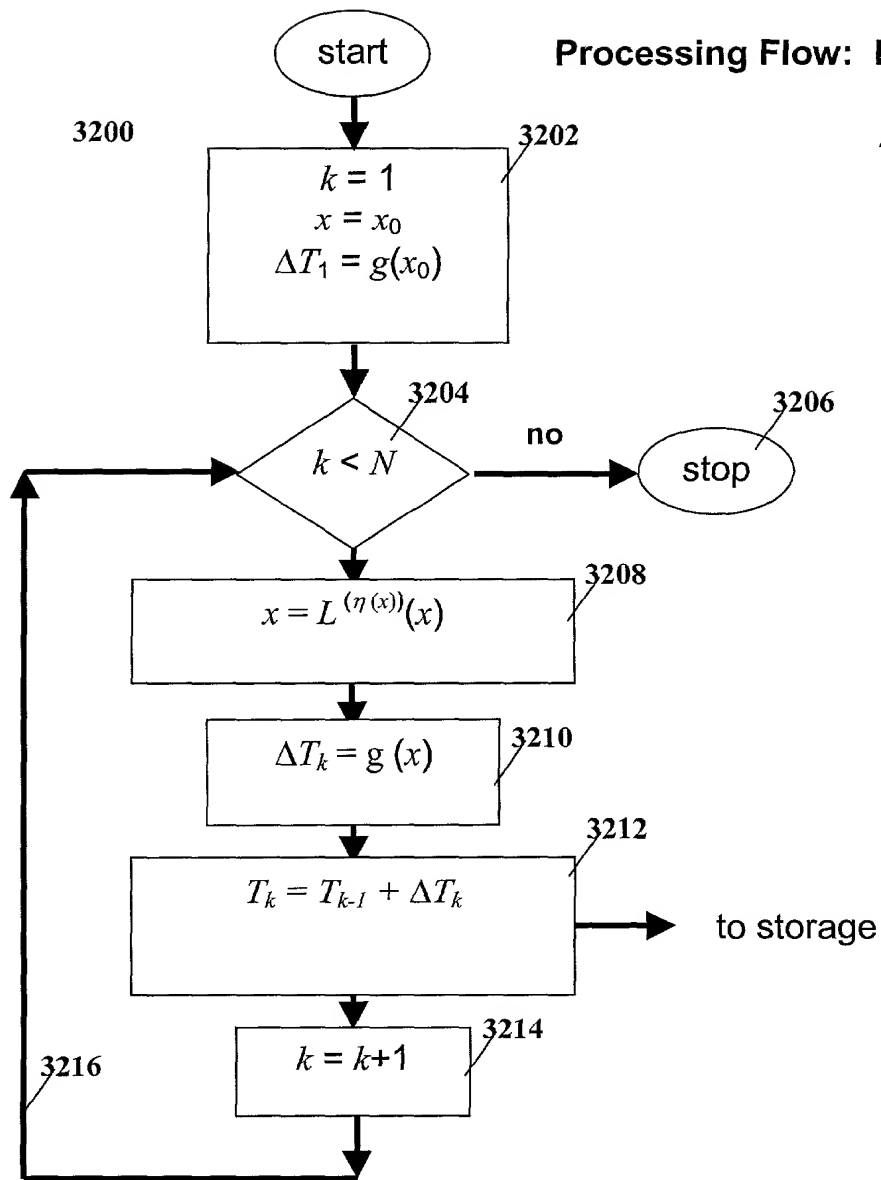 start
Processing Flow:
3200
3202
k = 1
x = x₀
ΔT₁ = g(x₀)
3204
k < N
no
3206
stop
3208
x = L^(η(x))(x)
3210
ΔTₖ = g (x)
3212
Tₖ = Tₖ₋₁ + ΔTₖ
to storage
3214
k = k+1
3216